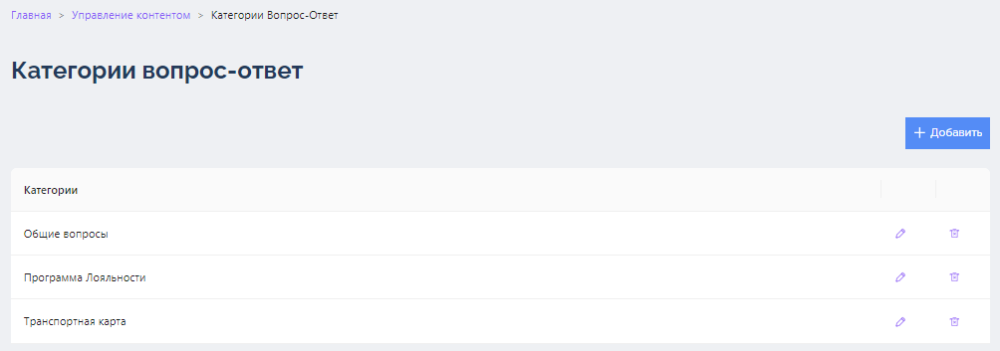 Главная > Управление контентом > Категории Вопрос-Ответ
Категории вопрос-ответ
+ Добавить
Категории
Общие вопросы
Программа Лояльности
Транспортная карта